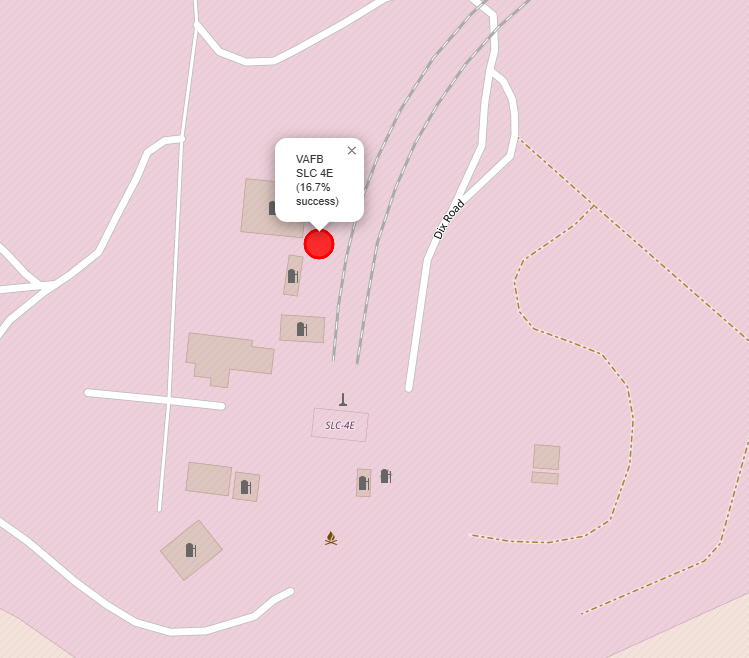 VAFB
SLC 4E
(16.7%
success)
×
Dix Road
SLC-4E